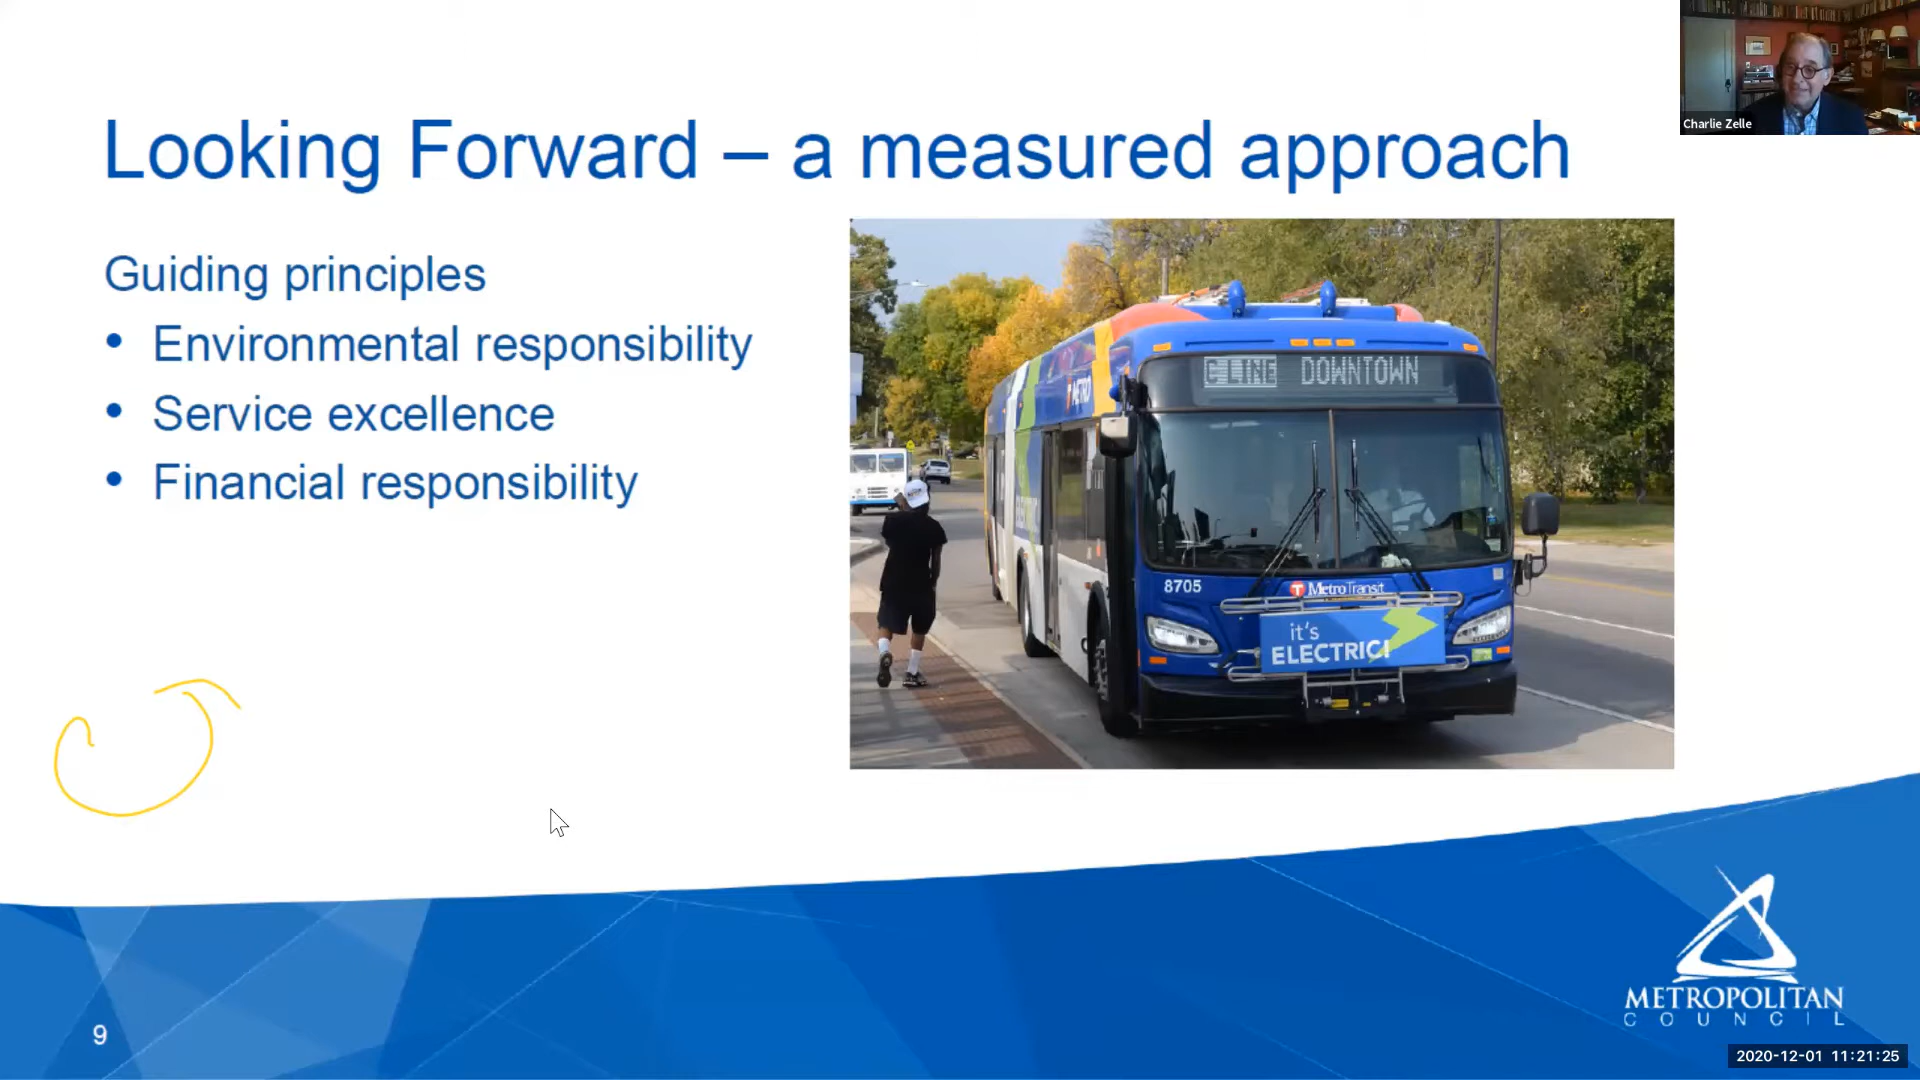 Charlie Zelle
Looking Forward – a measured approach
Guiding principles
• Environmental responsibility
• Service excellence
• Financial responsibility
C LINE DOWNTOWN
METRO
8705
MetroTransit
it's
ELECTRIC!
METROPOLITAN
COUNCIL
9
2020-12-01 11:21:25